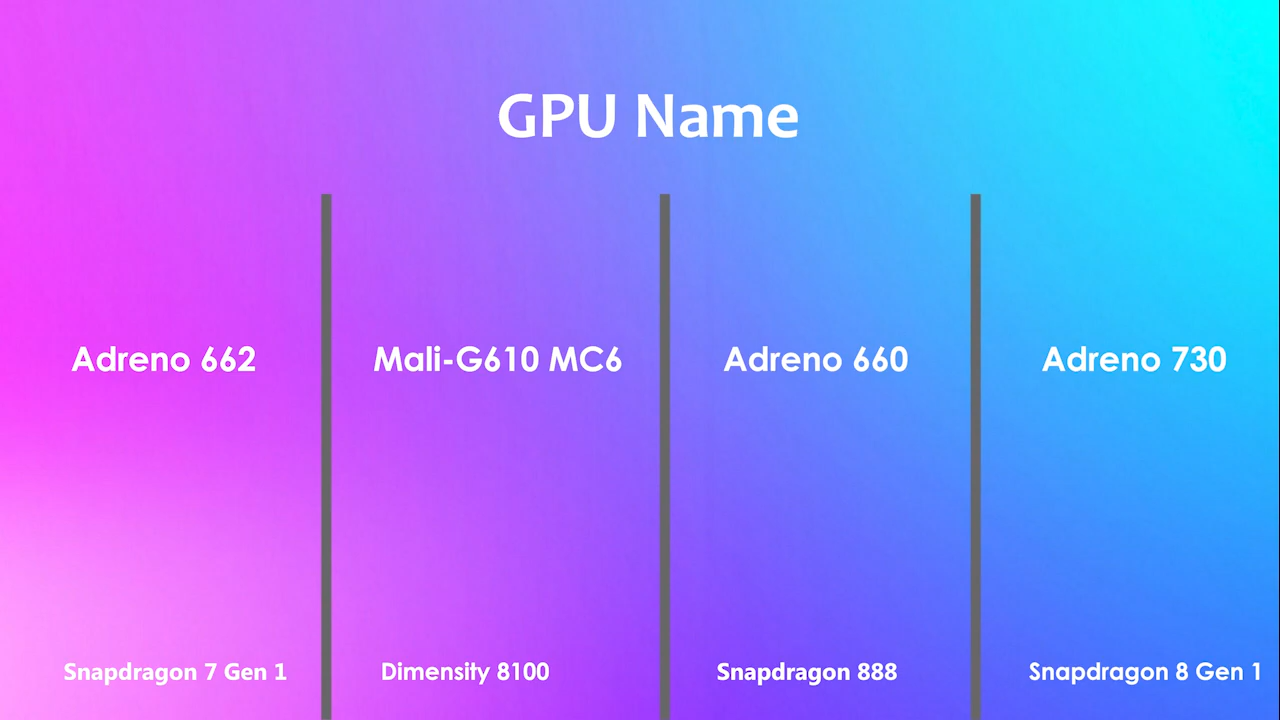 GPU Name
Adreno 662
Mali-G610 MC6
Adreno 660
Adreno 730
Snapdragon 7 Gen 1
Dimensity 8100
Snapdragon 888
Snapdragon 8 Gen 1